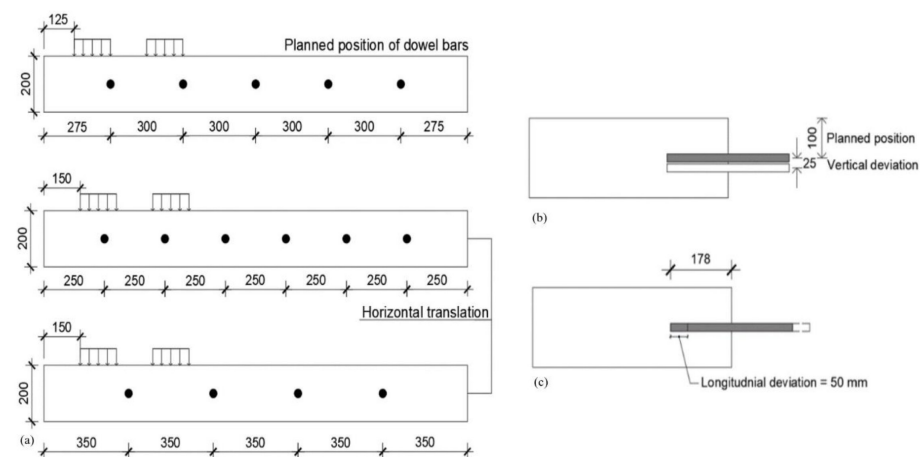 125
Planned position of dowel bars
200
275 300 300 300 300 275
150
200
250 250 250 250 250 250 250
Horizontal translation
150
200
(a)
350 350 350 350 350
100
Planned position
25 Vertical deviation
(b)
178
(c)
Longitudnial deviation = 50 mm